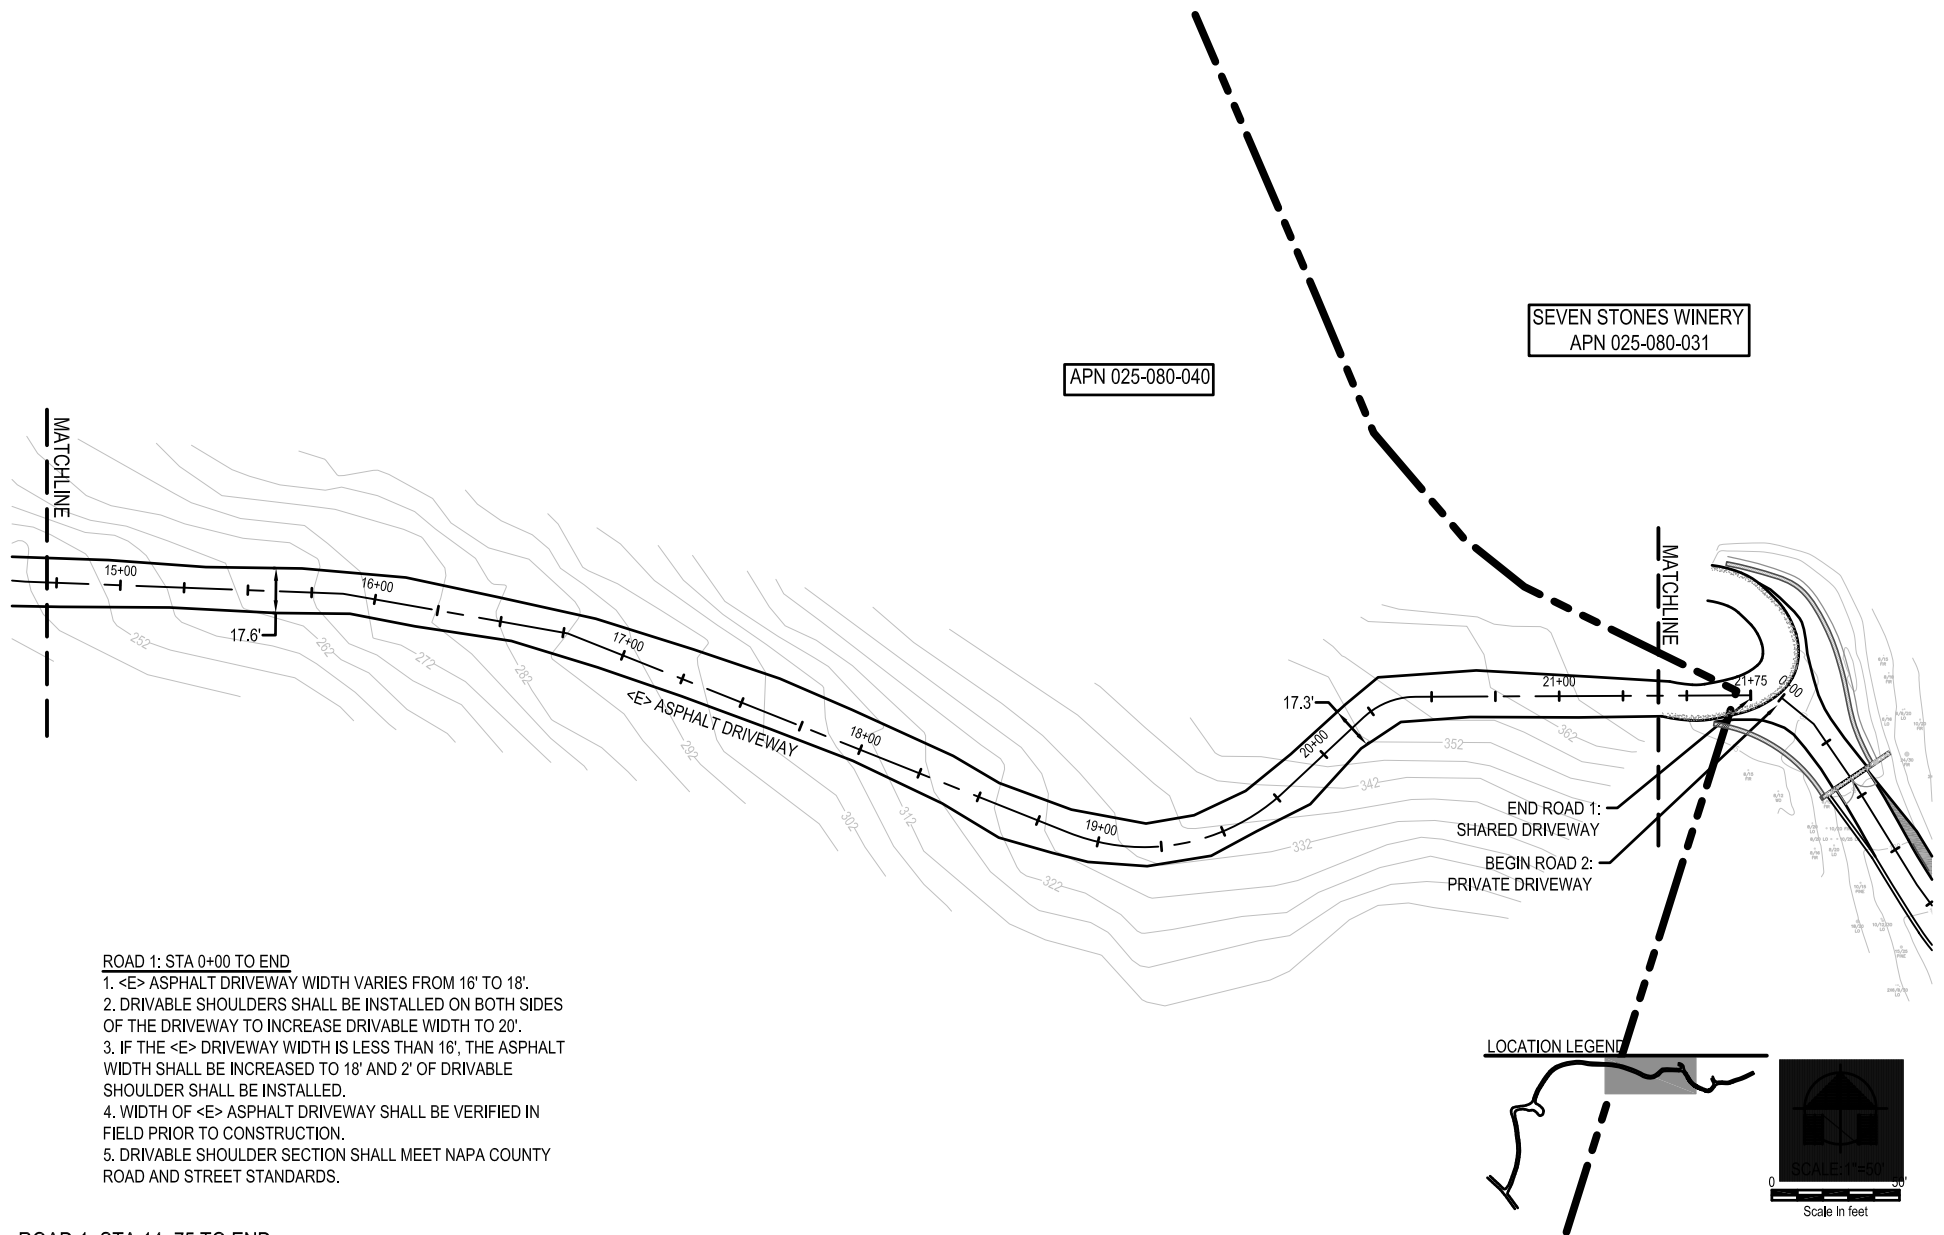 SEVEN STONES WINERY
APN 025-080-031
APN 025-080-040
MATCHLINE
MATCHLINE
15+00
16+00
17.6'
17+00
<E> ASPHALT DRIVEWAY
18+00
19+00
20+00
17.3'
21+00
21+75
0+00
252
262
272
282
292
302
312
322
332
342
352
362
END ROAD 1:
SHARED DRIVEWAY
BEGIN ROAD 2:
PRIVATE DRIVEWAY
ROAD 1: STA 0+00 TO END
1. <E> ASPHALT DRIVEWAY WIDTH VARIES FROM 16' TO 18'.
2. DRIVABLE SHOULDERS SHALL BE INSTALLED ON BOTH SIDES
OF THE DRIVEWAY TO INCREASE DRIVABLE WIDTH TO 20'.
3. IF THE <E> DRIVEWAY WIDTH IS LESS THAN 16', THE ASPHALT
WIDTH SHALL BE INCREASED TO 18' AND 2' OF DRIVABLE
SHOULDER SHALL BE INSTALLED.
4. WIDTH OF <E> ASPHALT DRIVEWAY SHALL BE VERIFIED IN
FIELD PRIOR TO CONSTRUCTION.
5. DRIVABLE SHOULDER SECTION SHALL MEET NAPA COUNTY
ROAD AND STREET STANDARDS.
LOCATION LEGEND
SCALE: 1"=50'
0 50'
Scale In feet